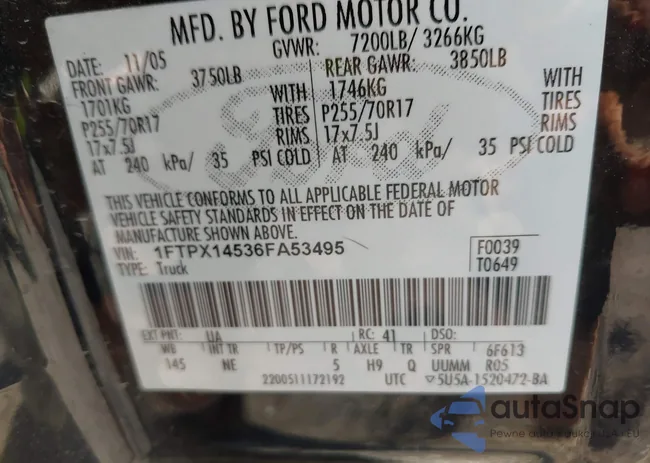 MFD. BY FORD MOTOR CO.
DATE: 11/05 GVWR: 7200LB/ 3266KG
FRONT GAWR: 3750LB REAR GAWR: 3850LB
1701KG WITH 1746KG WITH
P255/70R17 TIRES P255/70R17 TIRES
17x7.5J RIMS 17x7.5J RIMS
AT 240 kPa/ 35 PSI COLD AT 240 kPa/ 35 PSI COLD
THIS VEHICLE CONFORMS TO ALL APPLICABLE FEDERAL MOTOR
VEHICLE SAFETY STANDARDS IN EFFECT ON THE DATE OF
MANUFACTURE SHOWN ABOVE.
VIN: 1FTPX14536FA53495 F0039
TYPE: Truck T0649
EXT PNT: UA RC: 41 DSO:
WB INT TR TP/PS R AXLE TR SPR 6F613
145 NE 5 H9 Q UUMM R05
2200511172192 UTC ▽5U5A-1520472-BA
autoSnap